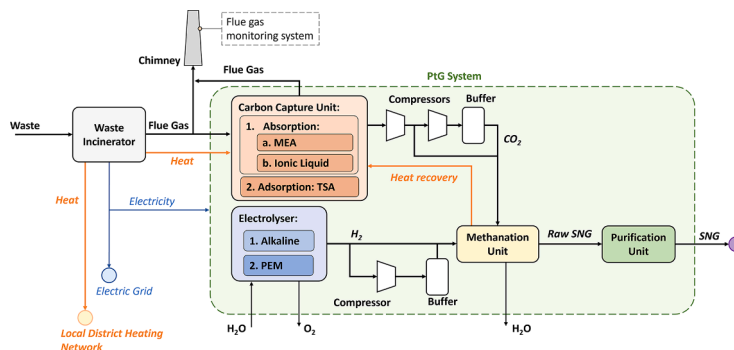 Flue gas
monitoring system
Chimney
Flue Gas
PtG System
Carbon Capture Unit:
1. Absorption:
a. MEA
b. Ionic Liquid
2. Adsorption: TSA
Compressors
Buffer
CO₂
Waste
Waste
Incinerator
Flue Gas
Heat
Heat recovery
Heat
Electricity
Electrolyser:
1. Alkaline
2. PEM
H₂
Compressor
Buffer
Methanation
Unit
Raw SNG
Purification
Unit
SNG
Electric Grid
Local District Heating
Network
H₂O
O₂
H₂O